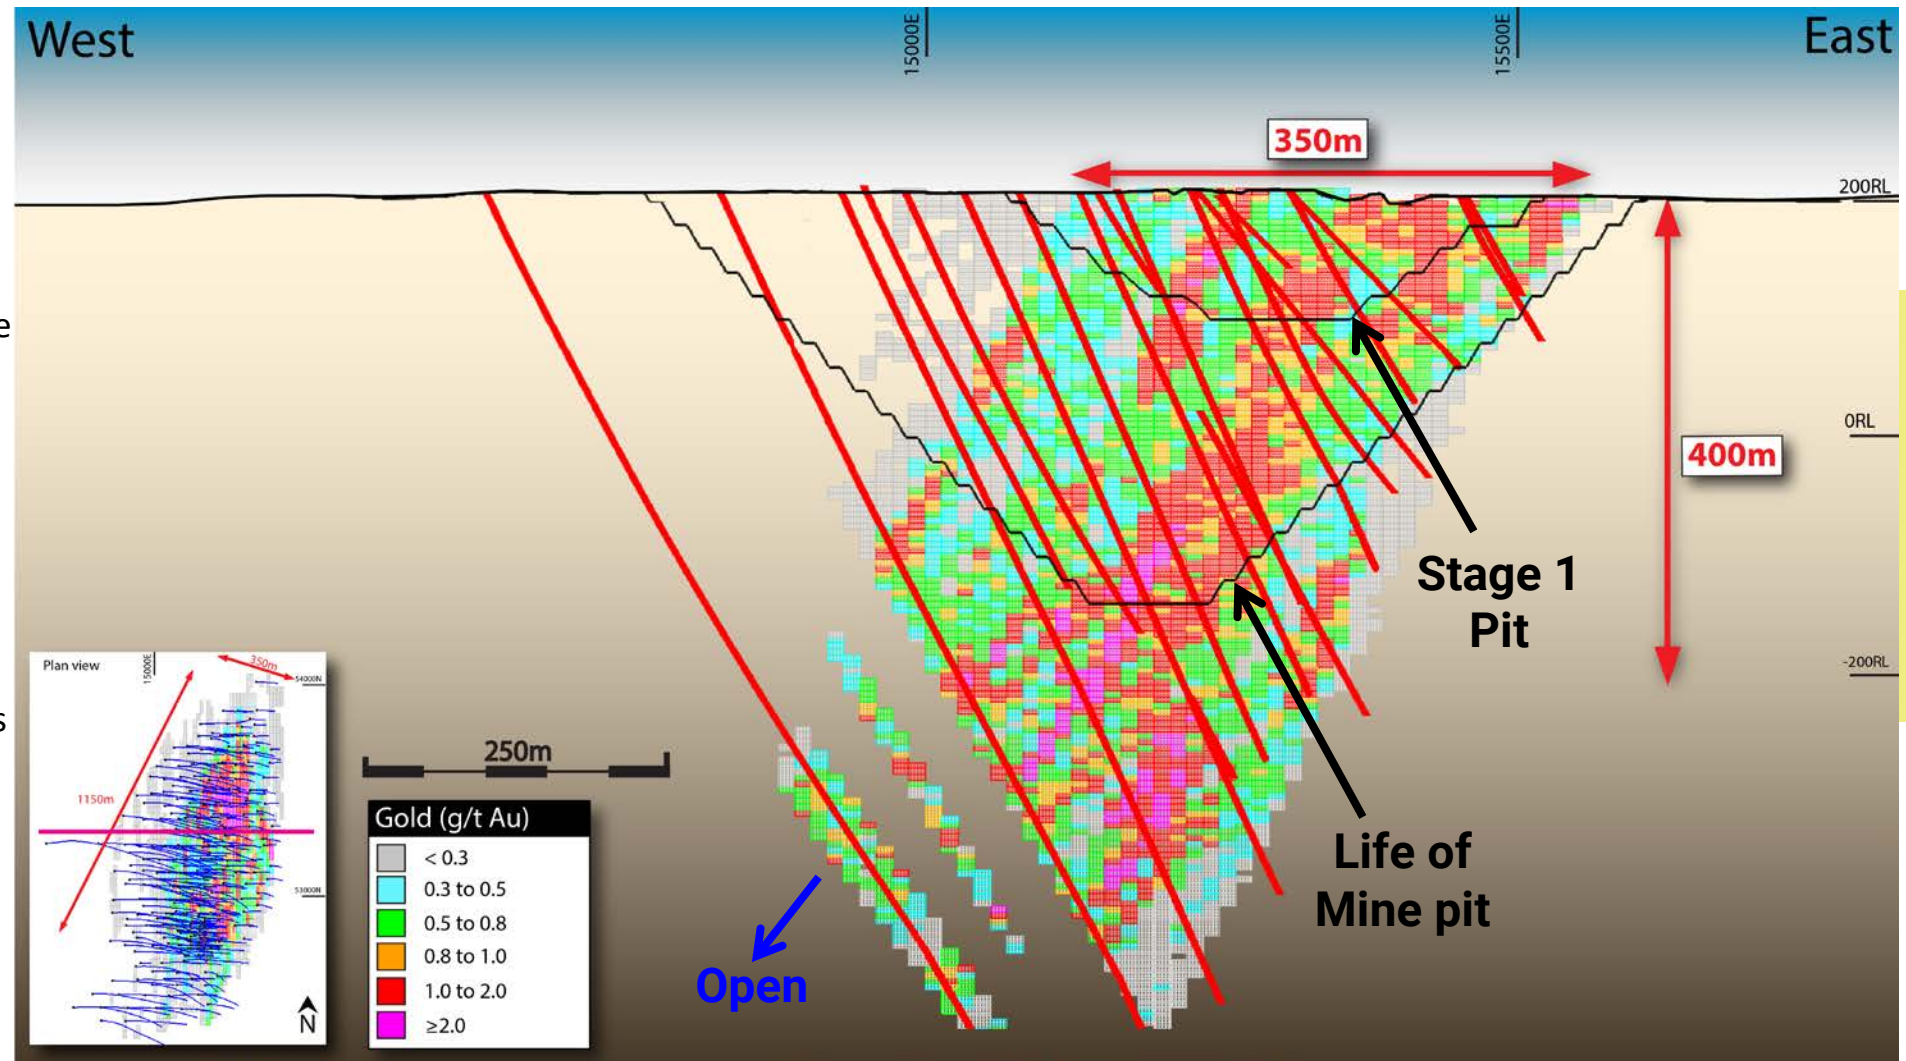 West
15000E
15500E
East
350m
200RL
e
0RL
400m
Stage 1
Pit
-200RL
s
Plan view
15000E
350m
54000N
1150m
53000N
N
250m
Gold (g/t Au)
< 0.3
0.3 to 0.5
0.5 to 0.8
0.8 to 1.0
1.0 to 2.0
≥2.0
Life of
Mine pit
Open